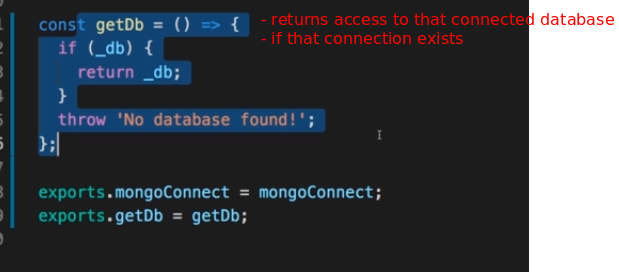 const getDb = () => {
- returns access to that connected database
- if that connection exists
if (_db) {
return _db;
}
throw 'No database found!';
};
exports.mongoConnect = mongoConnect;
exports.getDb = getDb;